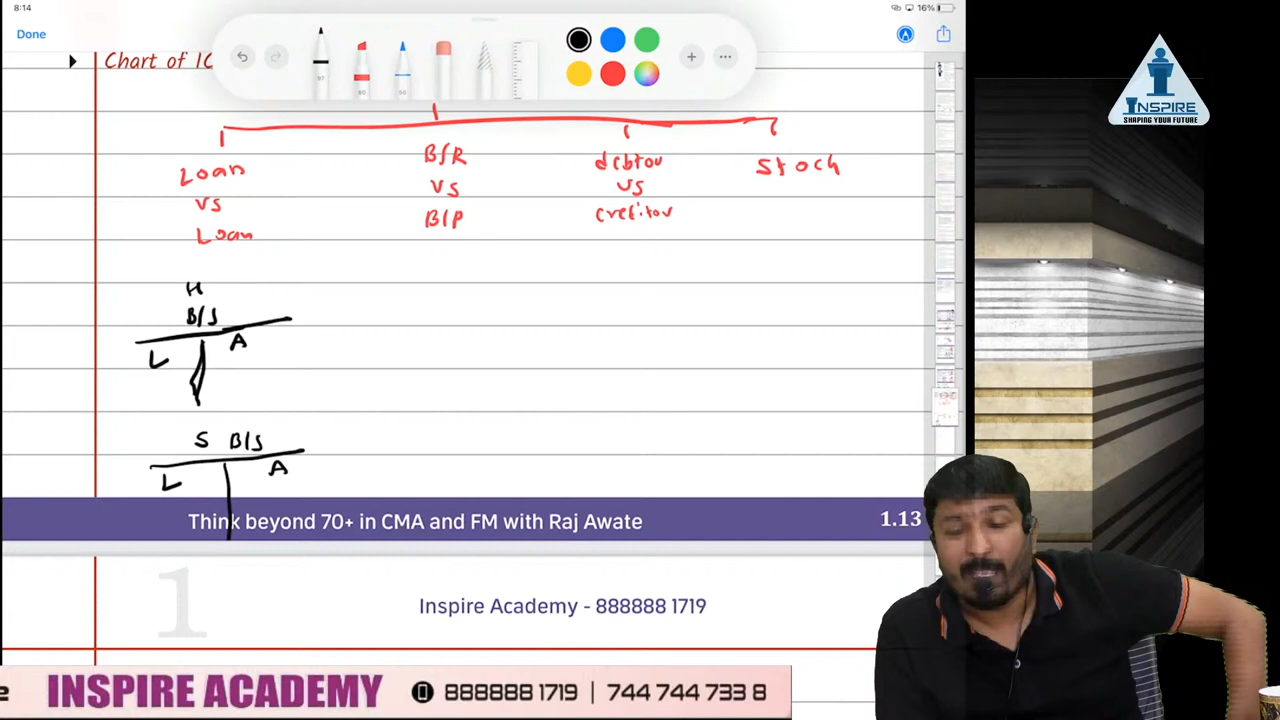 8:14
16%
Done
Chart of IC
INSPIRE
SHAPING YOUR FUTURE
Loan
vs
Loan
B/R
vs
B/P
debtor
vs
creditor
Stock
H
B/S
L A
S B/S
L A
Think beyond 70+ in CMA and FM with Raj Awate 1.13
1
Inspire Academy - 888888 1719
e INSPIRE ACADEMY 888888 1719 | 744 744 733 8